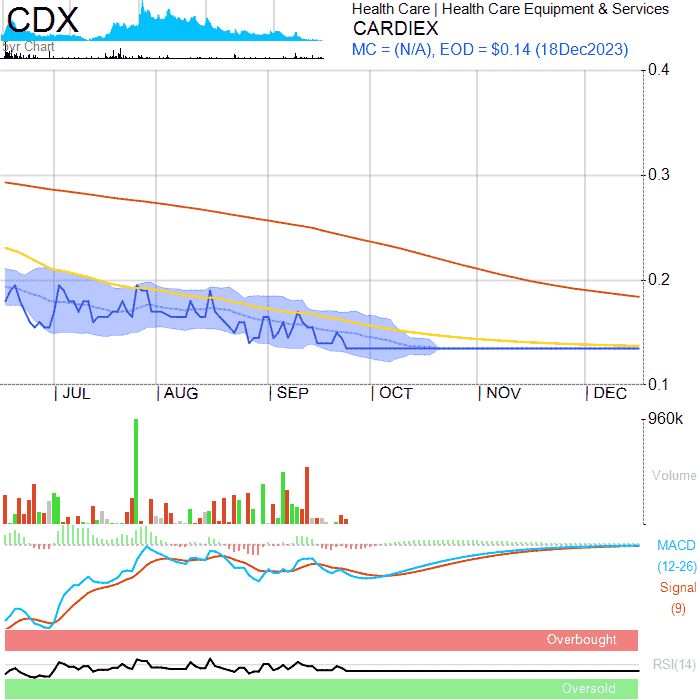 CDX
5yr Chart
Health Care | Health Care Equipment & Services
CARDIEX
MC = (N/A), EOD = $0.14 (18Dec2023)
0.4
0.3
0.2
0.1
JUL AUG SEP OCT NOV DEC
960k
Volume
MACD
(12-26)
Signal
(9)
Overbought
RSI(14)
Oversold